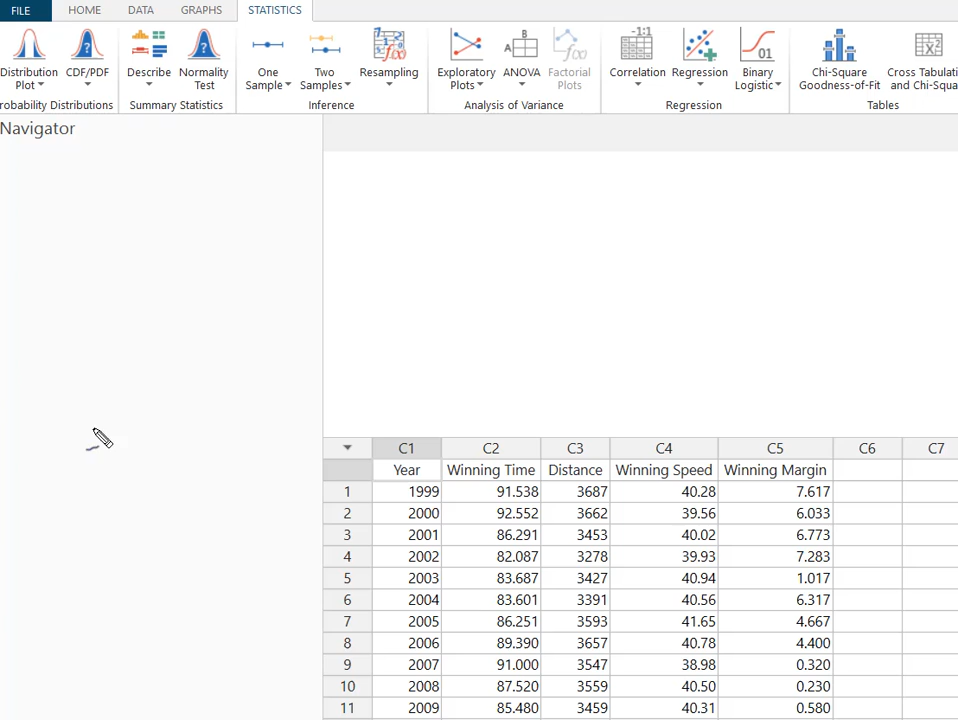 FILE HOME DATA GRAPHS STATISTICS
Distribution Plot CDF/PDF Describe Normality Test One Sample Two Samples Resampling Exploratory Plots ANOVA Factorial Plots Correlation Regression Binary Logistic Chi-Square Goodness-of-Fit Cross Tabulati and Chi-Squa
A B -1:1 01
robability Distributions Summary Statistics Inference Analysis of Variance Regression Tables
Navigator
C1 C2 C3 C4 C5 C6 C7
Year Winning Time Distance Winning Speed Winning Margin
1 1999 91.538 3687 40.28 7.617
2 2000 92.552 3662 39.56 6.033
3 2001 86.291 3453 40.02 6.773
4 2002 82.087 3278 39.93 7.283
5 2003 83.687 3427 40.94 1.017
6 2004 83.601 3391 40.56 6.317
7 2005 86.251 3593 41.65 4.667
8 2006 89.390 3657 40.78 4.400
9 2007 91.000 3547 38.98 0.320
10 2008 87.520 3559 40.50 0.230
11 2009 85.480 3459 40.31 0.580